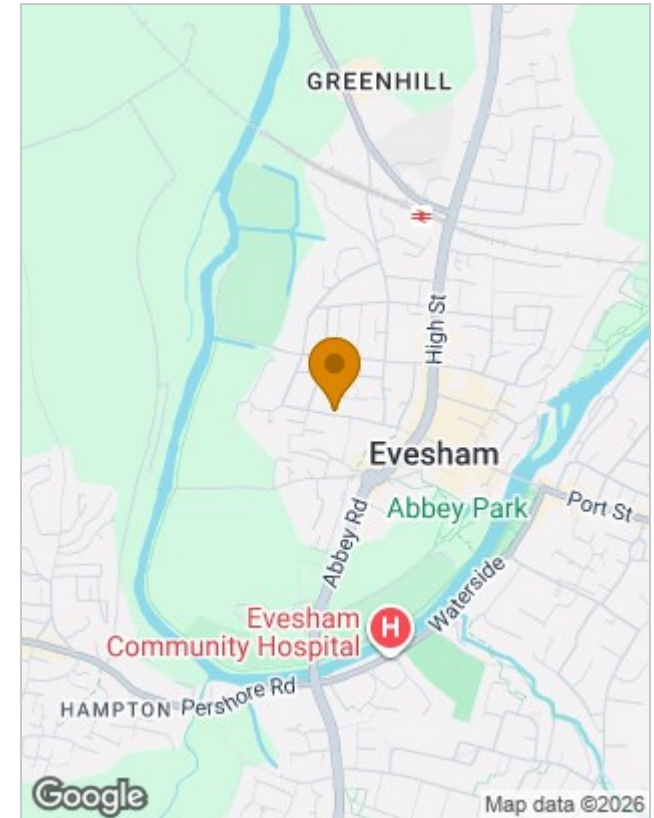 GREENHILL
High St
Evesham
Abbey Park
Port St
Abbey Rd
Waterside
Evesham
Community Hospital
H
HAMPTON
Pershore Rd
Google
Map data ©2026